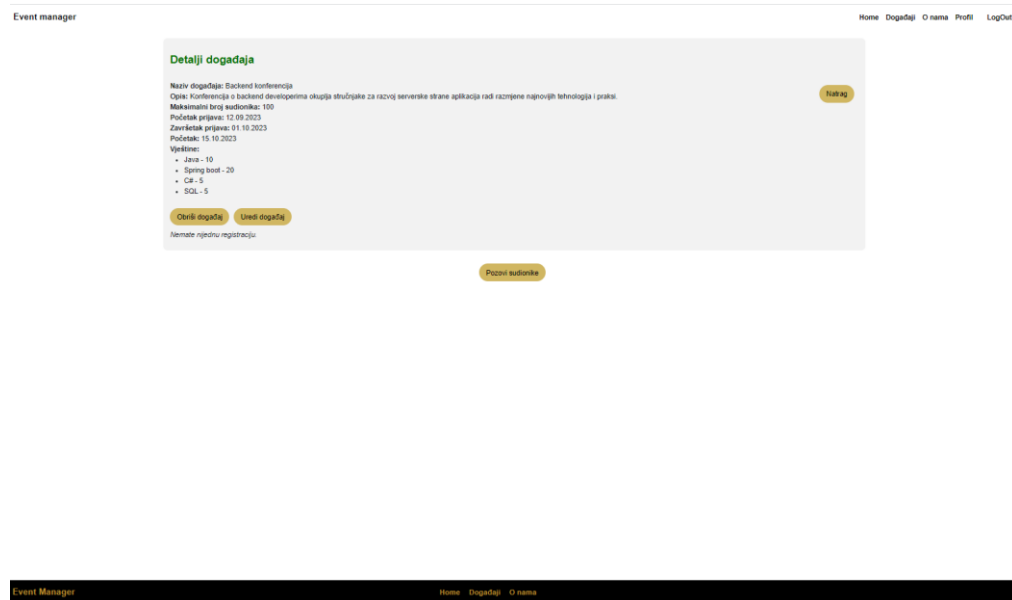 Event manager
Home Događaji O nama Profil LogOut
Detalji događaja
Naziv događaja: Backend konferencija
Opis: Konferencija o backend developerima okuplja stručnjake za razvoj serverske strane aplikacija radi razmjene najnovijih tehnologija i praksi.
Natrag
Maksimalni broj sudionika: 100
Početak prijava: 12.09.2023
Završetak prijava: 01.10.2023
Početak: 15.10.2023
Vještine:
• Java - 10
• Spring boot - 20
• C# - 5
• SQL - 5
Obriši događaj Uredi događaj
Nemate nijednu registraciju.
Pozovi sudionike
Event Manager Home Događaji O nama